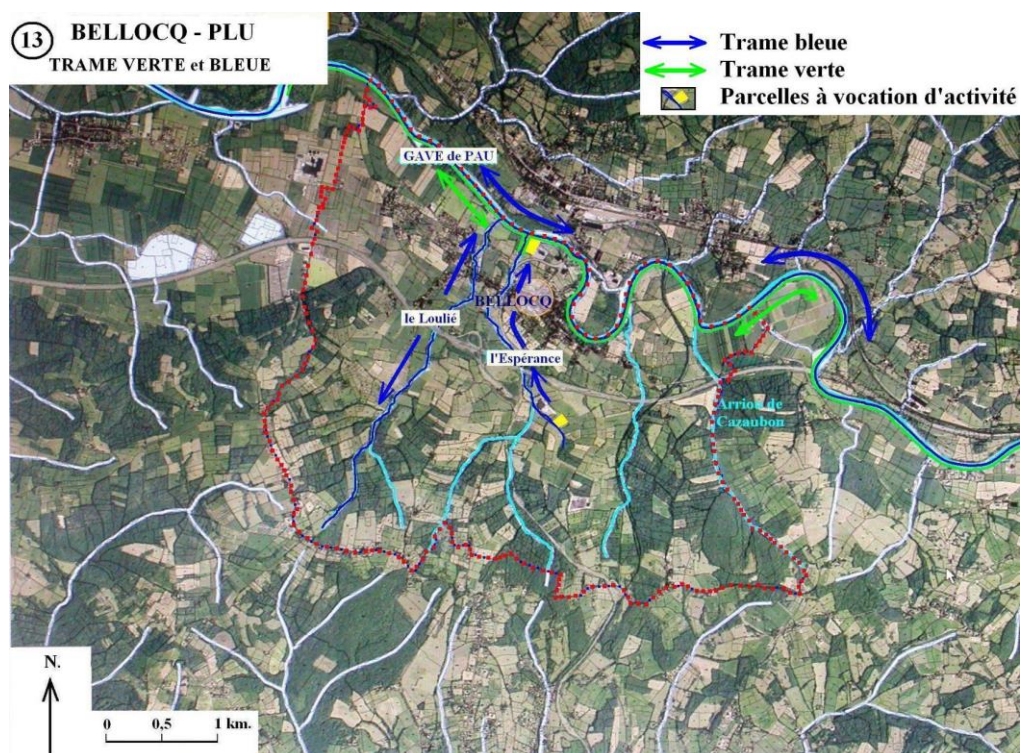 13
BELLOCQ - PLU
TRAME VERTE et BLEUE
Trame bleue
Trame verte
Parcelles à vocation d'activité
GAVE de PAU
BELLOCQ
le Loulié
l'Espérance
Arriou de
Cazaubon
N.
0 0,5 1 km.